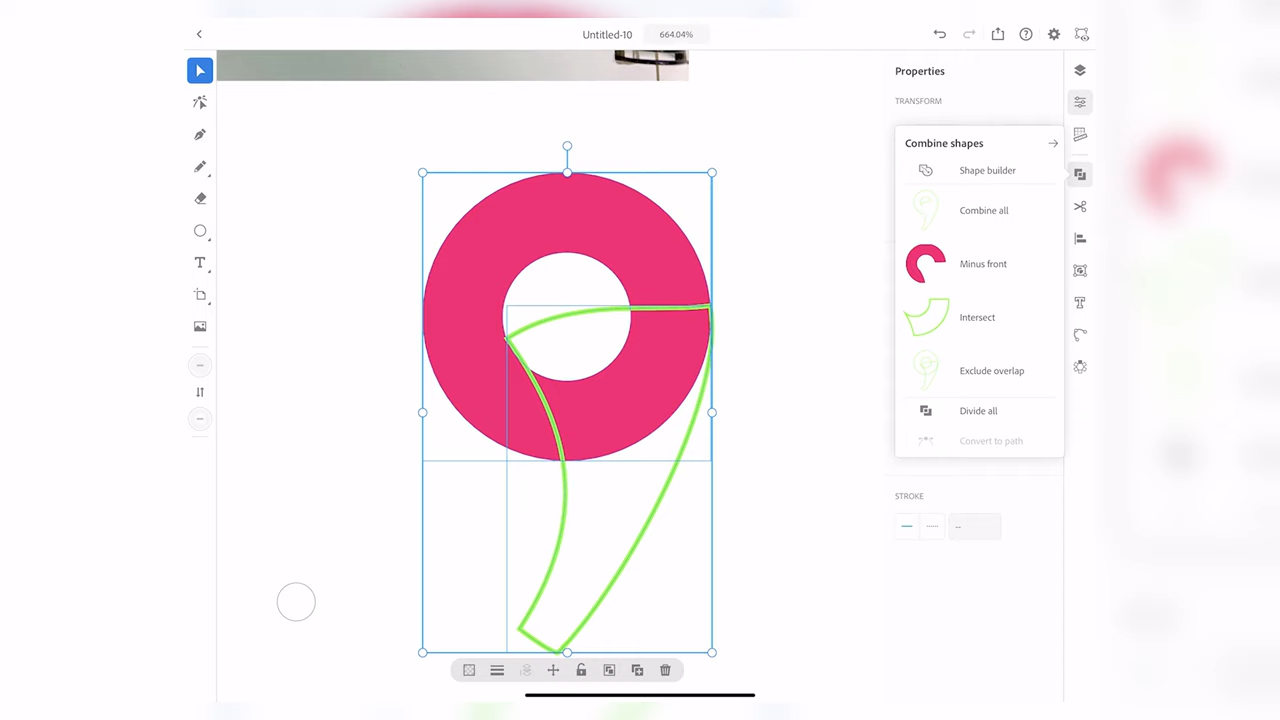 Untitled-10
664.04%
Properties
TRANSFORM
Combine shapes
Shape builder
Combine all
Minus front
Intersect
Exclude overlap
Divide all
Convert to path
STROKE
--